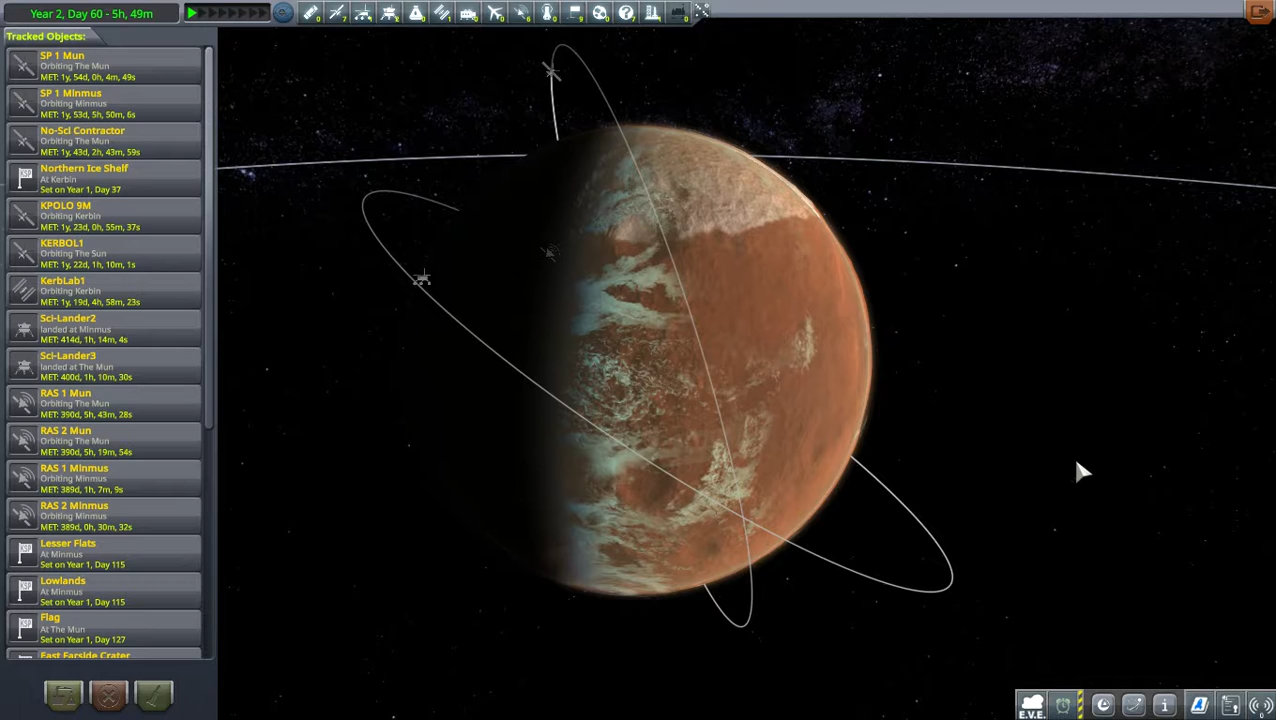 Year 2, Day 60 - 5h, 49m
Tracked Objects:
SP 1 Mun
Orbiting The Mun
MET: 1y, 54d, 0h, 4m, 49s
SP 1 Minmus
Orbiting Minmus
MET: 1y, 53d, 5h, 50m, 6s
No-Sci Contractor
Orbiting The Mun
MET: 1y, 43d, 2h, 43m, 59s
KSP
Northern Ice Shelf
At Kerbin
Set on Year 1, Day 37
KPOLO 9M
Orbiting Kerbin
MET: 1y, 23d, 0h, 55m, 37s
KERBOL1
Orbiting The Sun
MET: 1y, 22d, 1h, 10m, 1s
KerbLab1
Orbiting Kerbin
MET: 1y, 19d, 4h, 58m, 23s
Sci-Lander2
landed at Minmus
MET: 414d, 1h, 14m, 4s
Sci-Lander3
landed at The Mun
MET: 400d, 1h, 10m, 30s
RAS 1 Mun
Orbiting The Mun
MET: 390d, 5h, 43m, 28s
RAS 2 Mun
Orbiting The Mun
MET: 390d, 5h, 19m, 54s
RAS 1 Minmus
Orbiting Minmus
MET: 389d, 1h, 7m, 9s
RAS 2 Minmus
Orbiting Minmus
MET: 389d, 0h, 30m, 32s
KSP
Lesser Flats
At Minmus
Set on Year 1, Day 115
KSP
Lowlands
At Minmus
Set on Year 1, Day 115
KSP
Flag
At The Mun
Set on Year 1, Day 127
East Farside Crater
E.V.E.